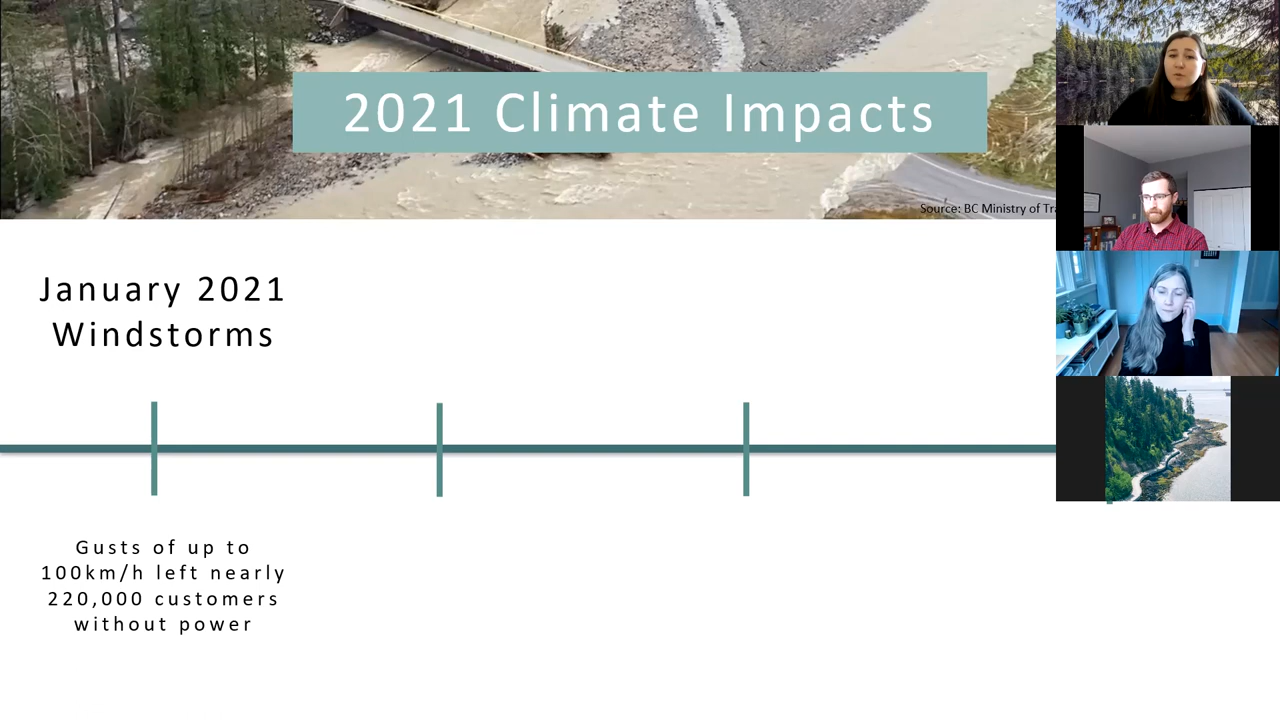 2021 Climate Impacts
Source: BC Ministry of
January 2021
Windstorms
Gusts of up to
100km/h left nearly
220,000 customers
without power